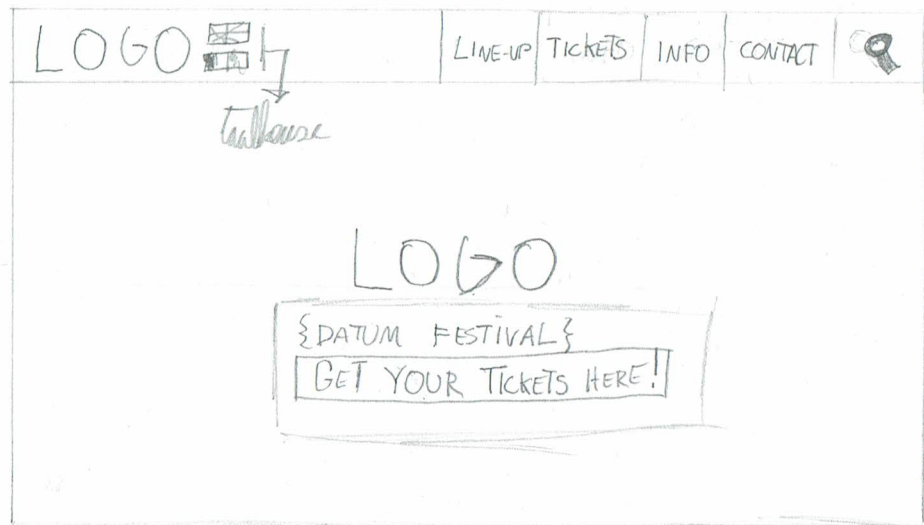 LOGO
LINE-UP
TICKETS
INFO
CONTACT
LOGO
{DATUM FESTIVAL}
GET YOUR TICKETS HERE!